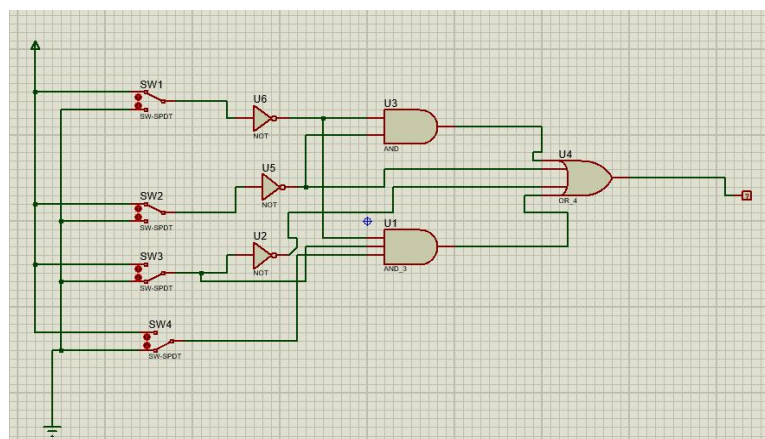 SW1
SW-SPDT
U6
NOT
U3
AND
U5
NOT
U4
OR_4
SW2
SW-SPDT
U1
AND_3
U2
NOT
SW3
SW-SPDT
SW4
SW-SPDT
?